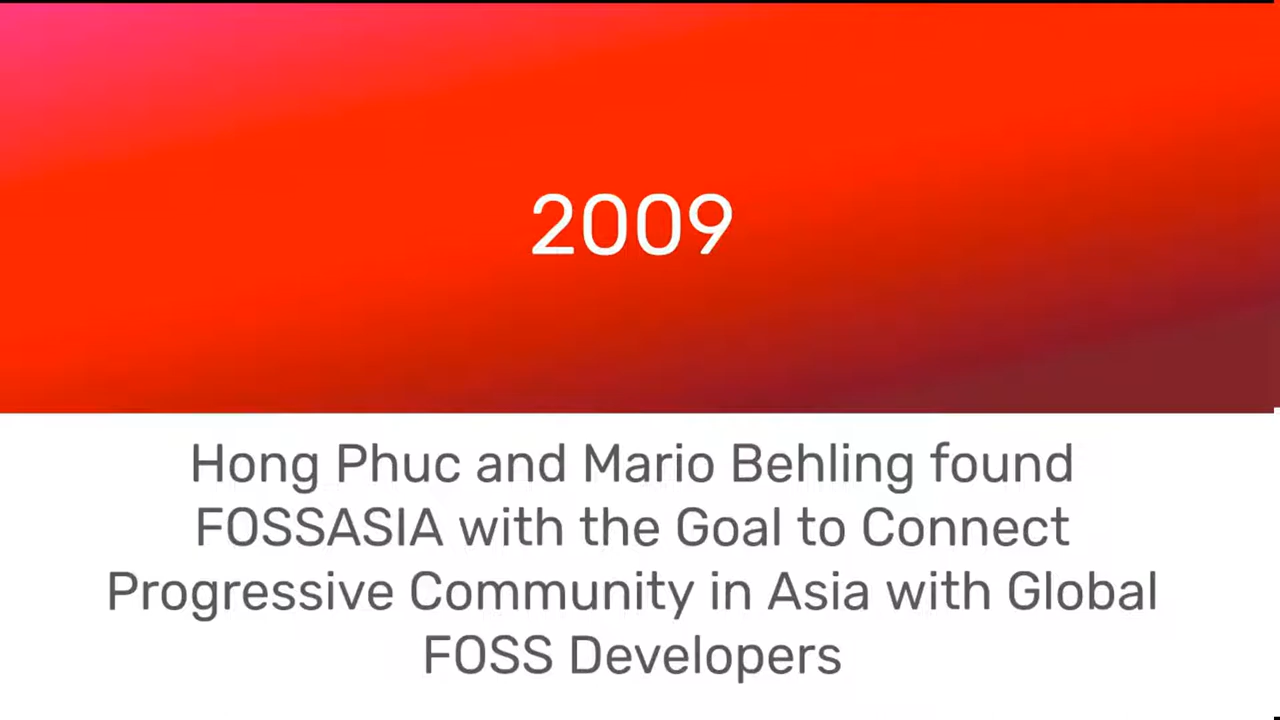 2009
Hong Phuc and Mario Behling found
FOSSASIA with the Goal to Connect
Progressive Community in Asia with Global
FOSS Developers